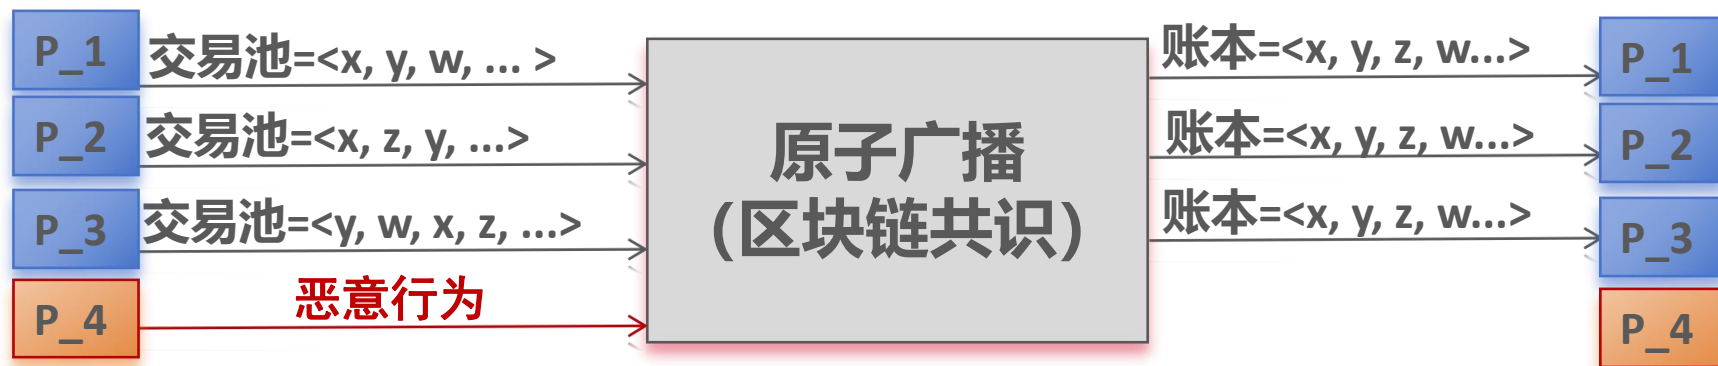 P_1 交易池=<x, y, w, ... > 账本=<x, y, z, w...> P_1
P_2 交易池=<x, z, y, ...> 账本=<x, y, z, w...> P_2
原子广播
(区块链共识)
P_3 交易池=<y, w, x, z, ...> 账本=<x, y, z, w...> P_3
P_4 恶意行为 P_4